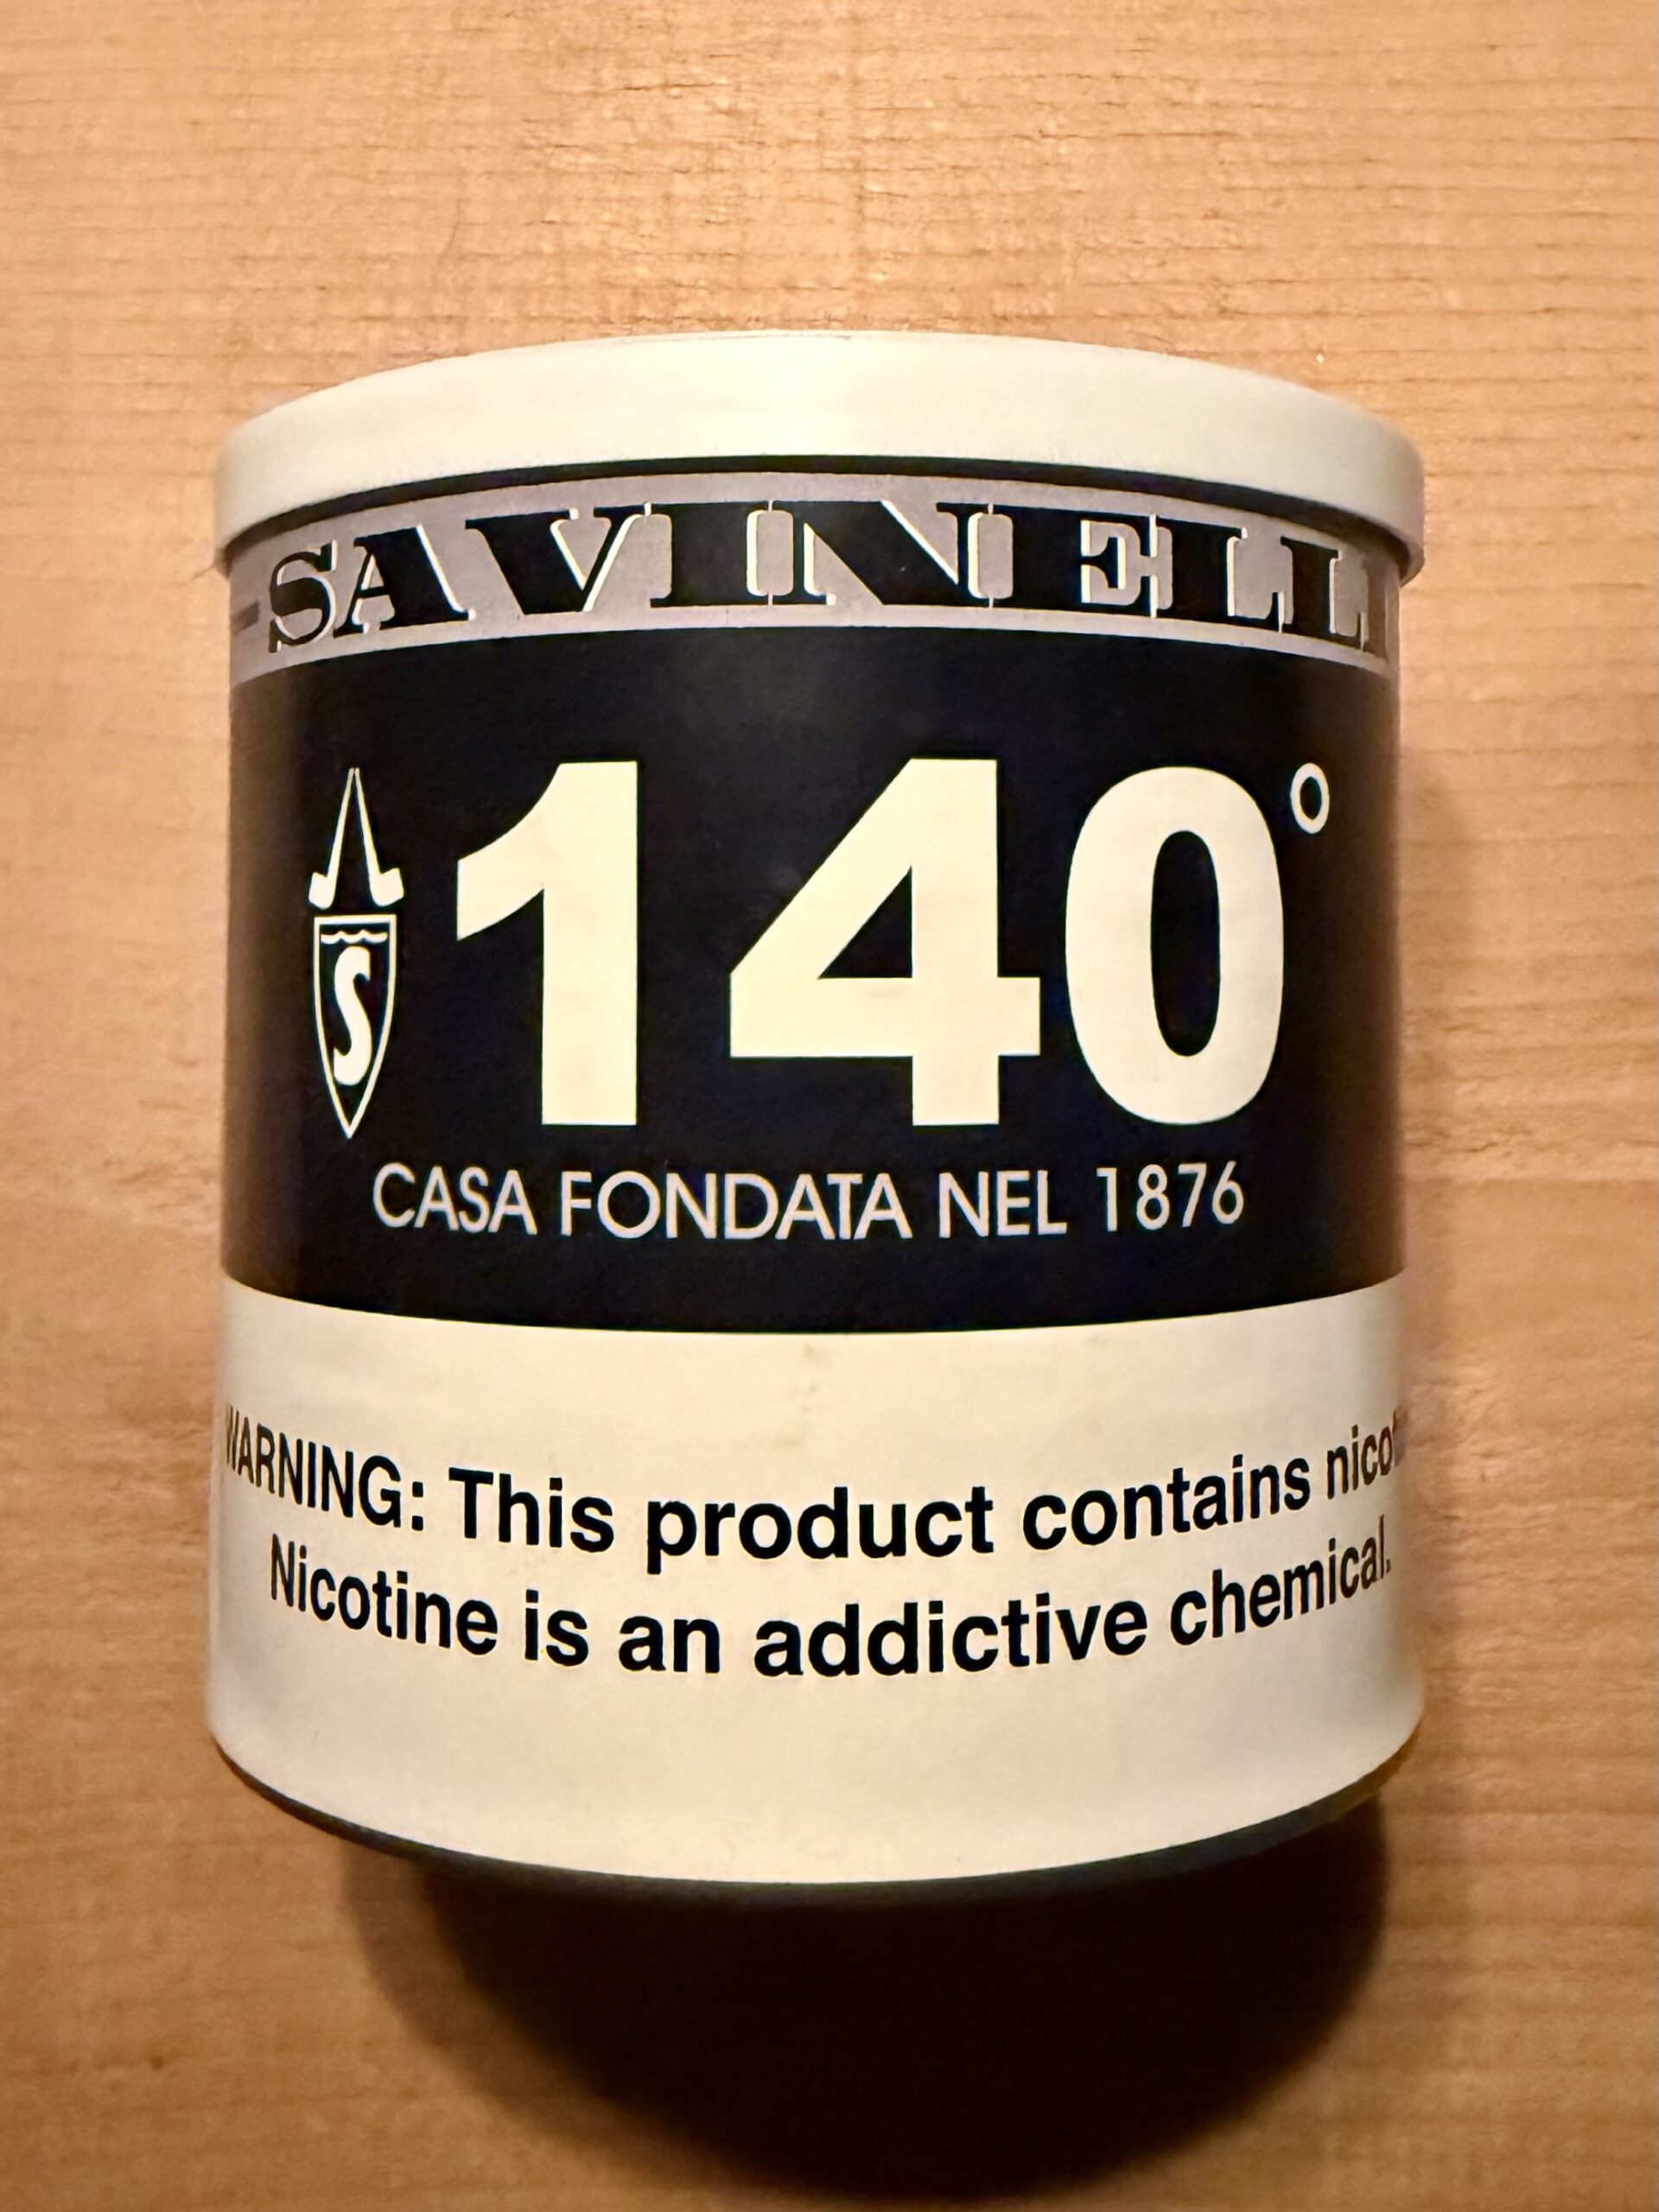 SAVINELLI
140°
S
CASA FONDATA NEL 1876
WARNING: This product contains
Nicotine is an addictive chemical.